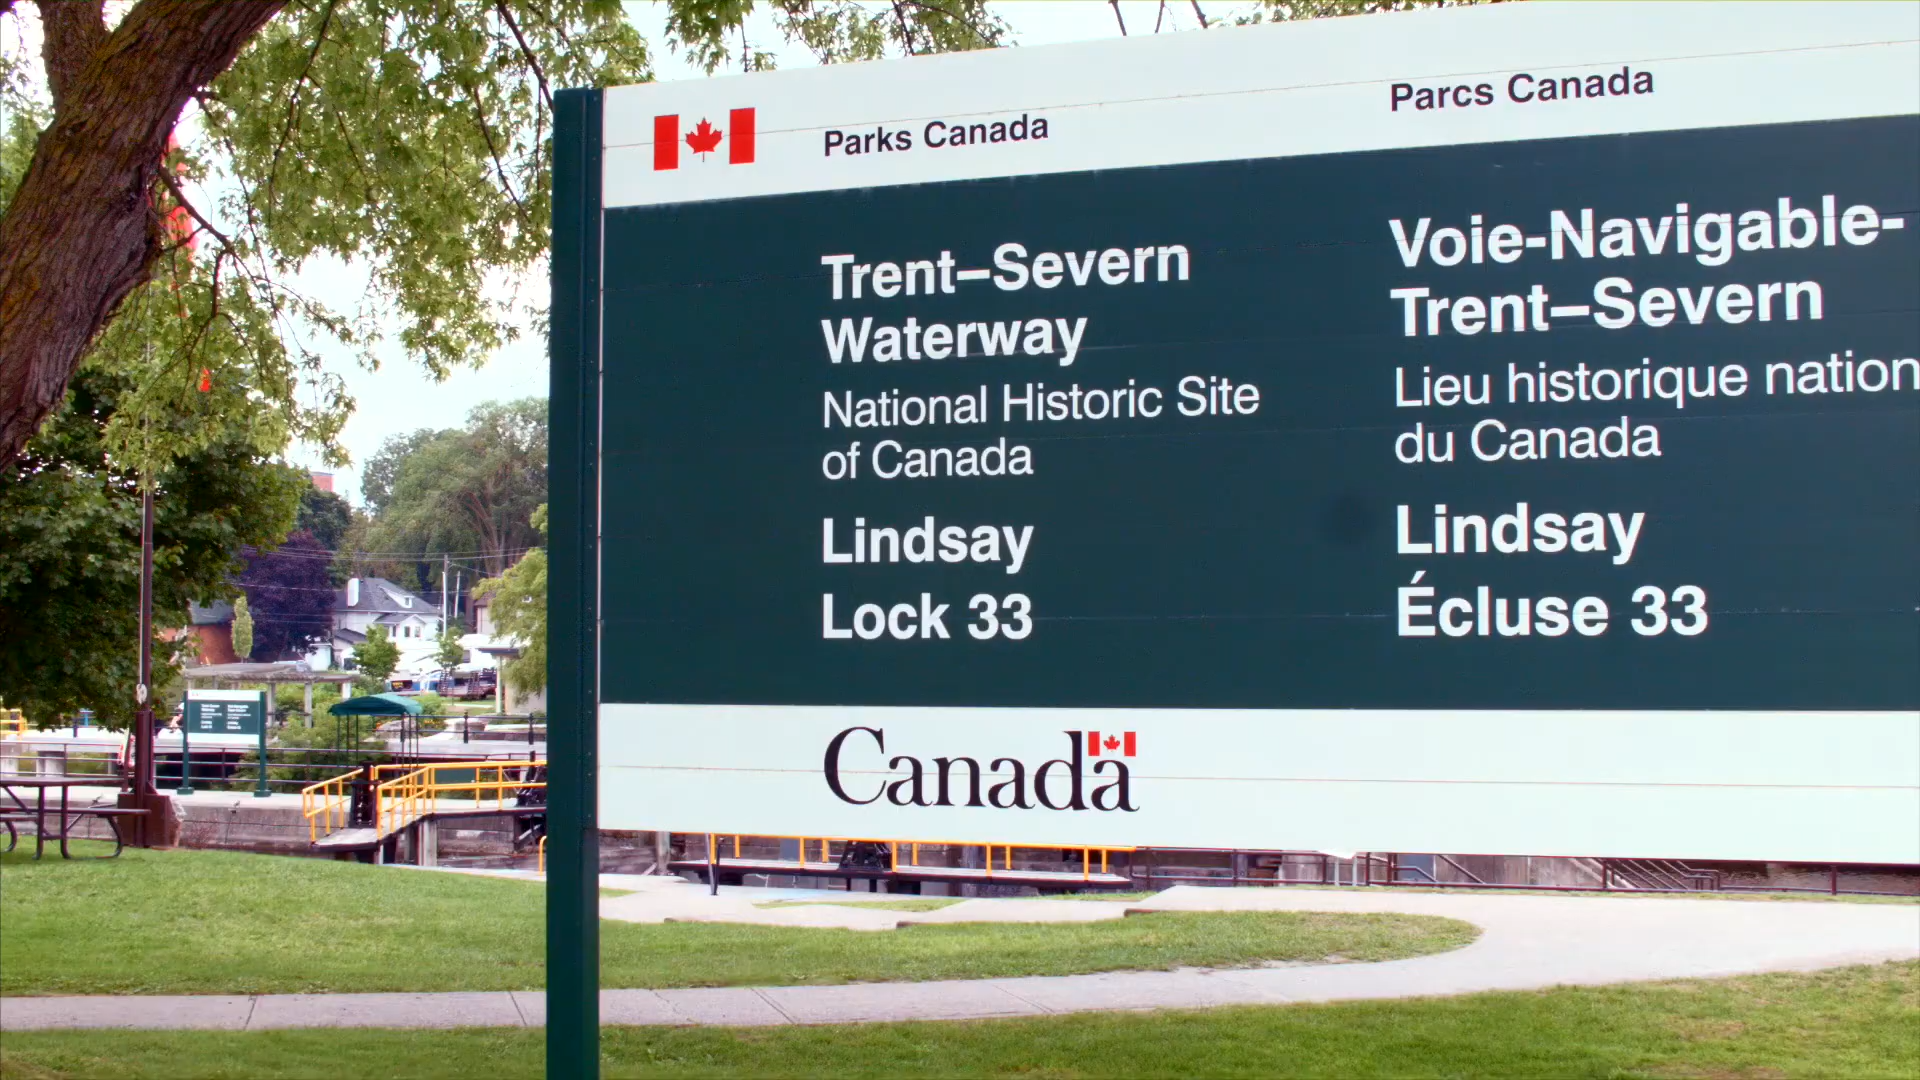 Parks Canada
Trent–Severn
Waterway
National Historic Site
of Canada
Lindsay
Lock 33
Canada
Parcs Canada
Voie-Navigable-
Trent–Severn
Lieu historique nation
du Canada
Lindsay
Écluse 33